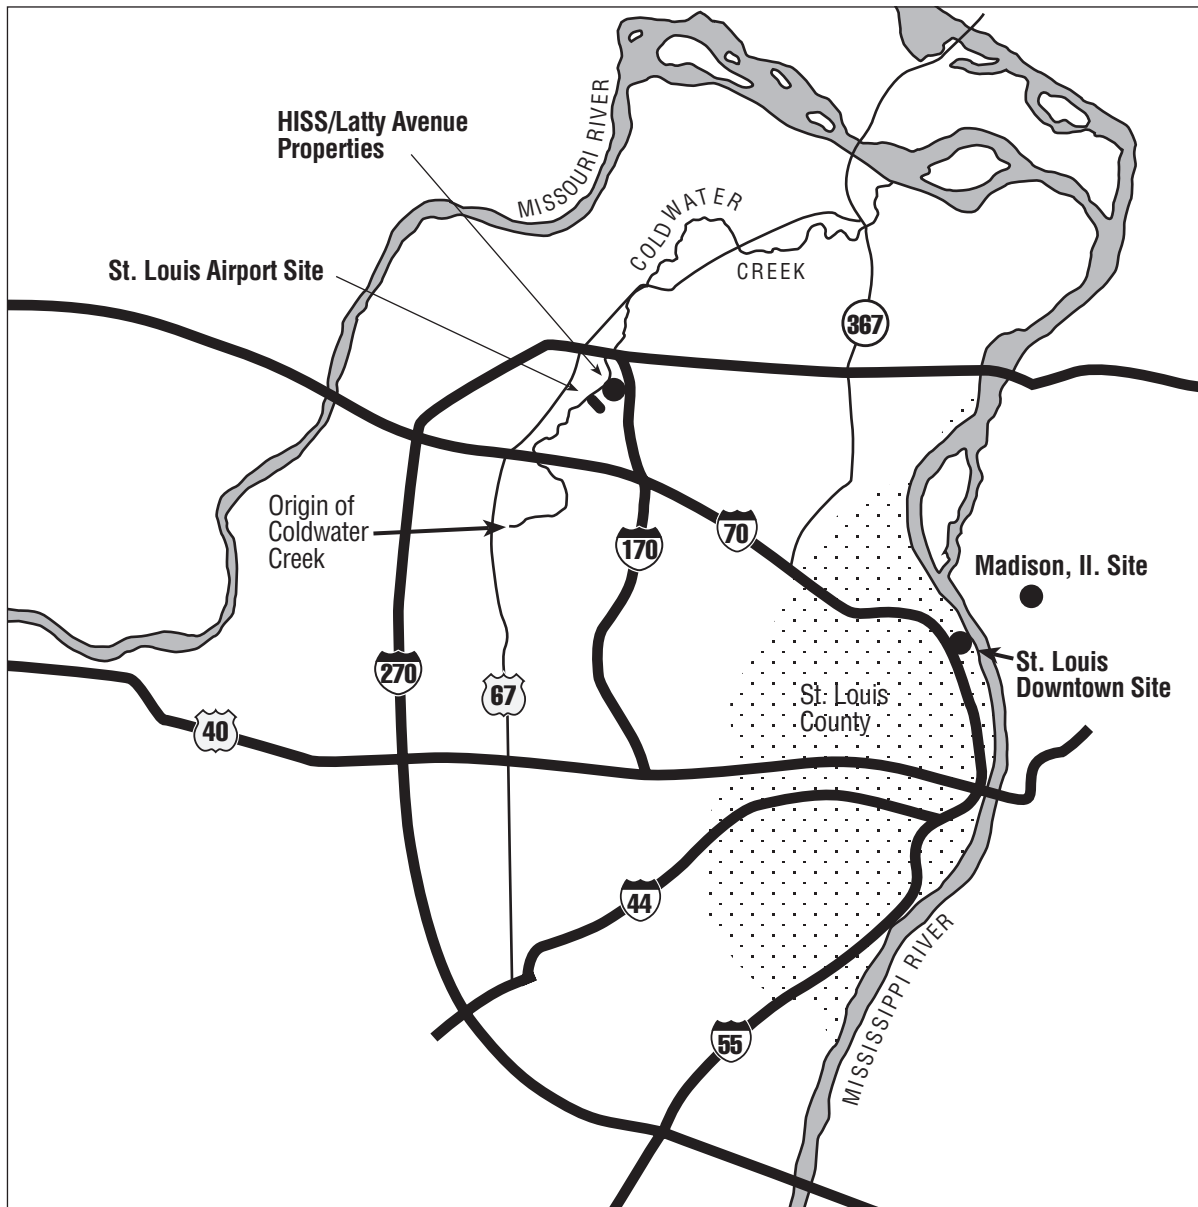 MISSOURI RIVER
HISS/Latty Avenue
Properties
COLDWATER
CREEK
St. Louis Airport Site
367
Origin of
Coldwater
Creek
70
170
Madison, Il. Site
270
67
St. Louis
Downtown Site
St. Louis
County
40
44
MISSISSIPPI RIVER
55